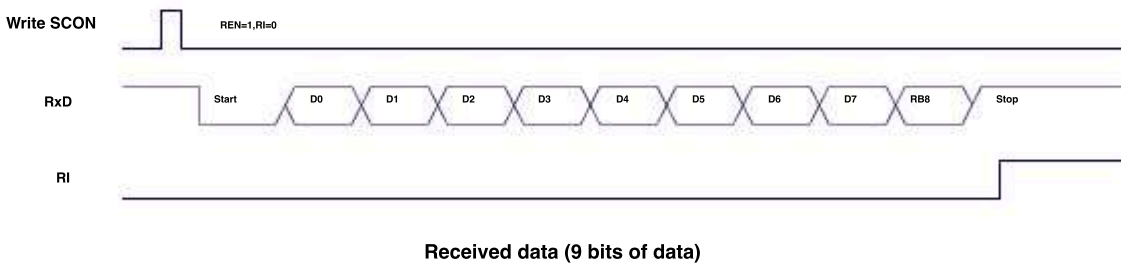 Write SCON
REN=1,RI=0
RxD
Start
D0
D1
D2
D3
D4
D5
D6
D7
RB8
Stop
RI
Received data (9 bits of data)